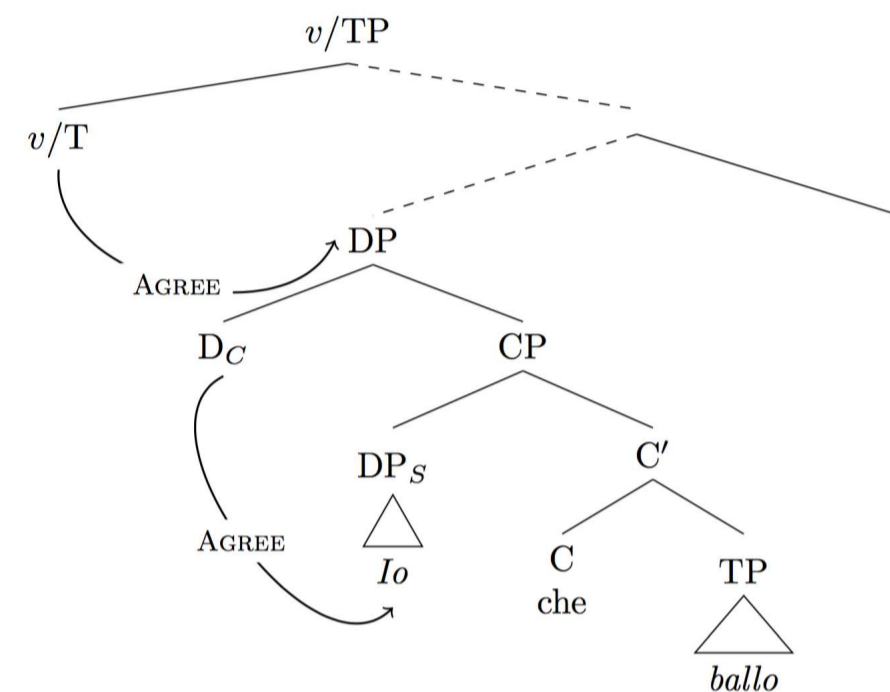 v/TP
v/T
DP
AGREE
D_C CP
DP_S C′
AGREE
Io C TP
che
ballo